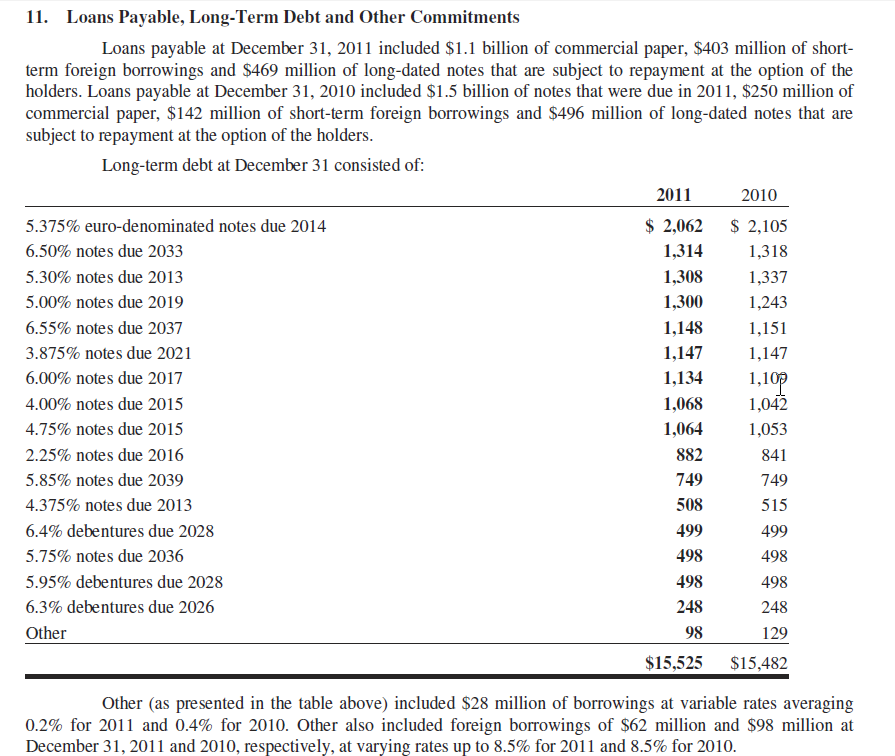 11. Loans Payable, Long-Term Debt and Other Commitments
Loans payable at December 31, 2011 included $1.1 billion of commercial paper, $403 million of short-
term foreign borrowings and $469 million of long-dated notes that are subject to repayment at the option of the
holders. Loans payable at December 31, 2010 included $1.5 billion of notes that were due in 2011, $250 million of
commercial paper, $142 million of short-term foreign borrowings and $496 million of long-dated notes that are
subject to repayment at the option of the holders.
Long-term debt at December 31 consisted of:
2011 2010
5.375% euro-denominated notes due 2014 $ 2,062 $ 2,105
6.50% notes due 2033 1,314 1,318
5.30% notes due 2013 1,308 1,337
5.00% notes due 2019 1,300 1,243
6.55% notes due 2037 1,148 1,151
3.875% notes due 2021 1,147 1,147
6.00% notes due 2017 1,134 1,109
4.00% notes due 2015 1,068 1,042
4.75% notes due 2015 1,064 1,053
2.25% notes due 2016 882 841
5.85% notes due 2039 749 749
4.375% notes due 2013 508 515
6.4% debentures due 2028 499 499
5.75% notes due 2036 498 498
5.95% debentures due 2028 498 498
6.3% debentures due 2026 248 248
Other 98 129
$15,525 $15,482
Other (as presented in the table above) included $28 million of borrowings at variable rates averaging
0.2% for 2011 and 0.4% for 2010. Other also included foreign borrowings of $62 million and $98 million at
December 31, 2011 and 2010, respectively, at varying rates up to 8.5% for 2011 and 8.5% for 2010.